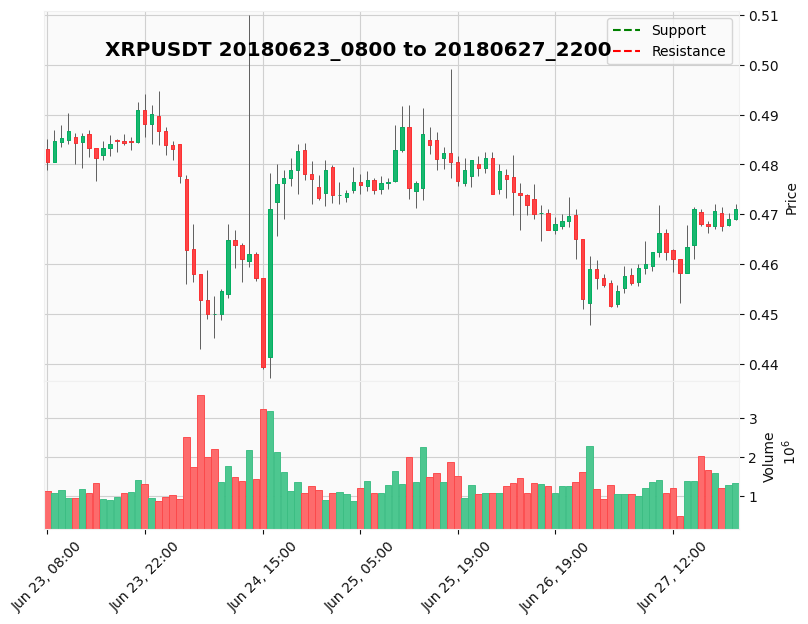 XRPUSDT 20180623_0800 to 20180627_2200
Support
Resistance
0.51
0.50
0.49
0.48
0.47
0.46
0.45
0.44
Price
3
2
1
Volume
10^6
Jun 23, 08:00
Jun 23, 22:00
Jun 24, 15:00
Jun 25, 05:00
Jun 25, 19:00
Jun 26, 19:00
Jun 27, 12:00